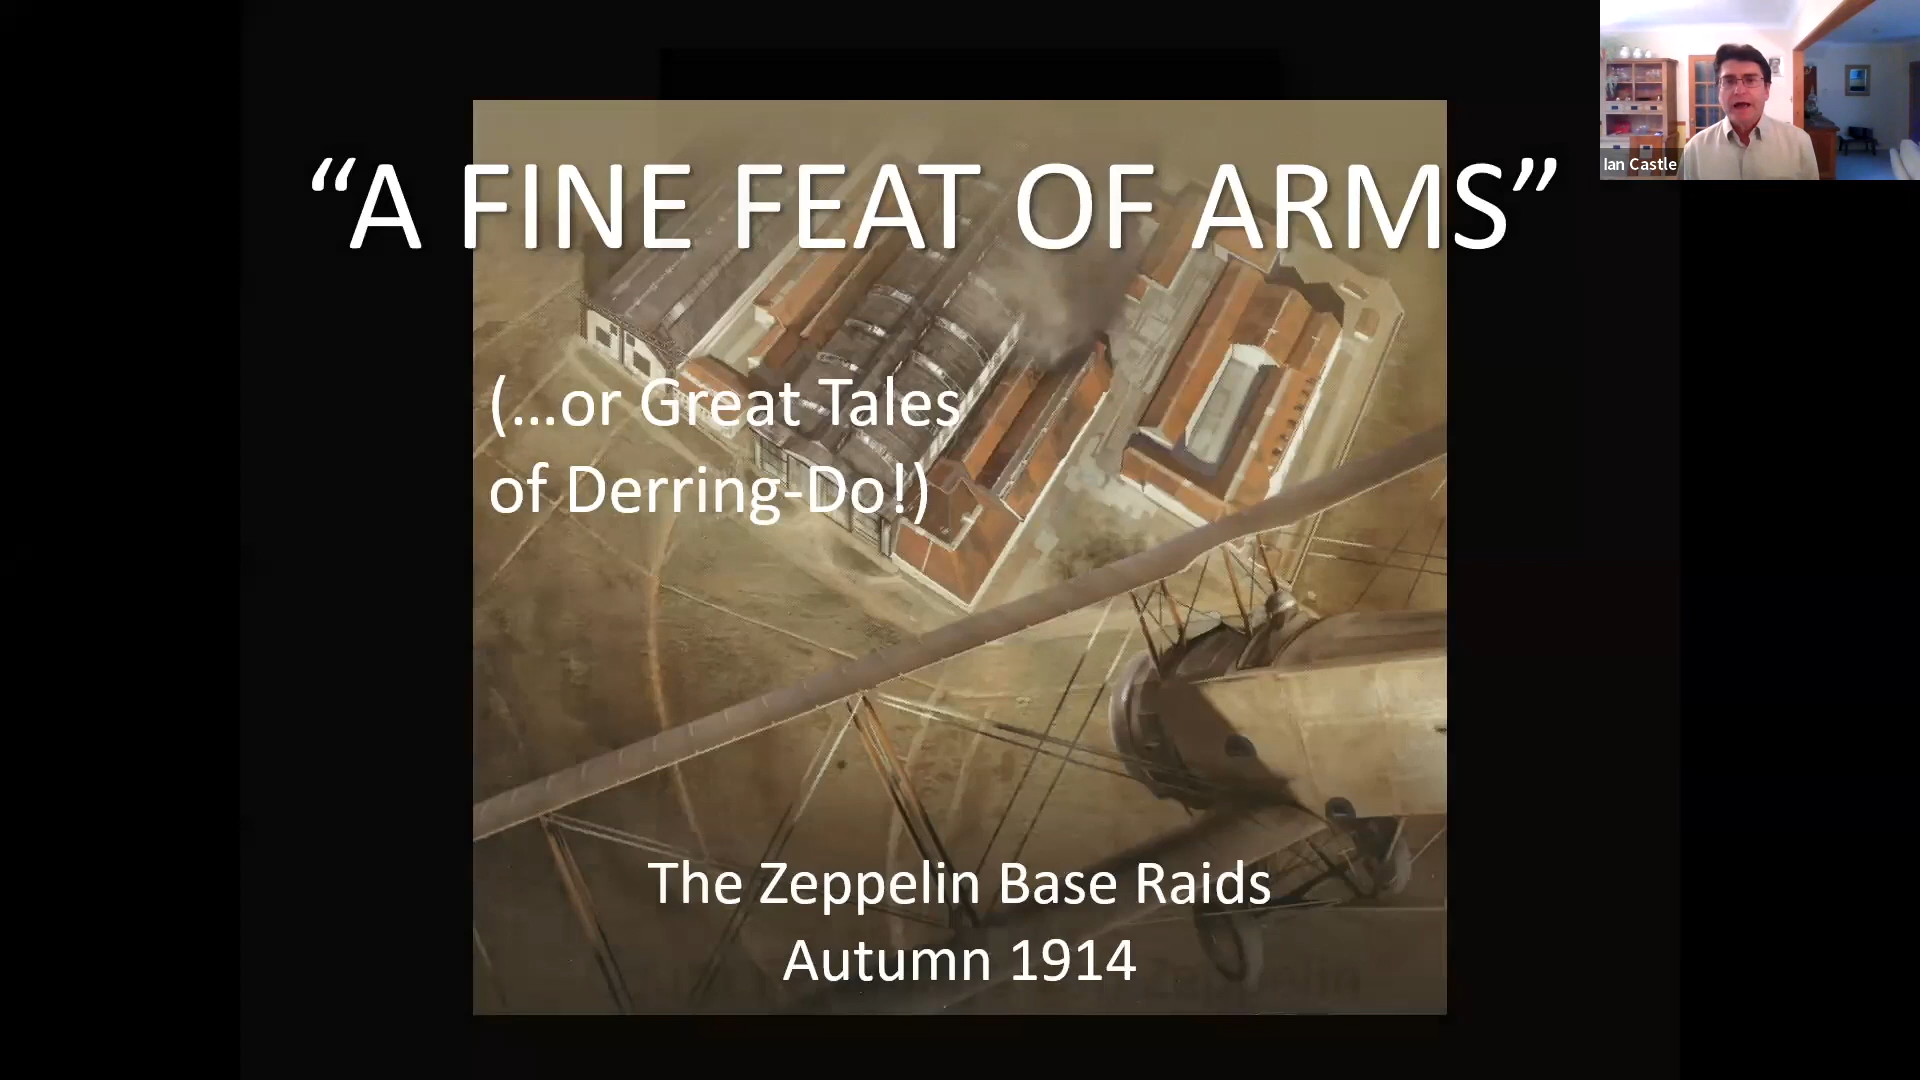 “A FINE FEAT OF ARMS”
Ian Castle
(...or Great Tales
of Derring-Do!)
The Zeppelin Base Raids
Autumn 1914